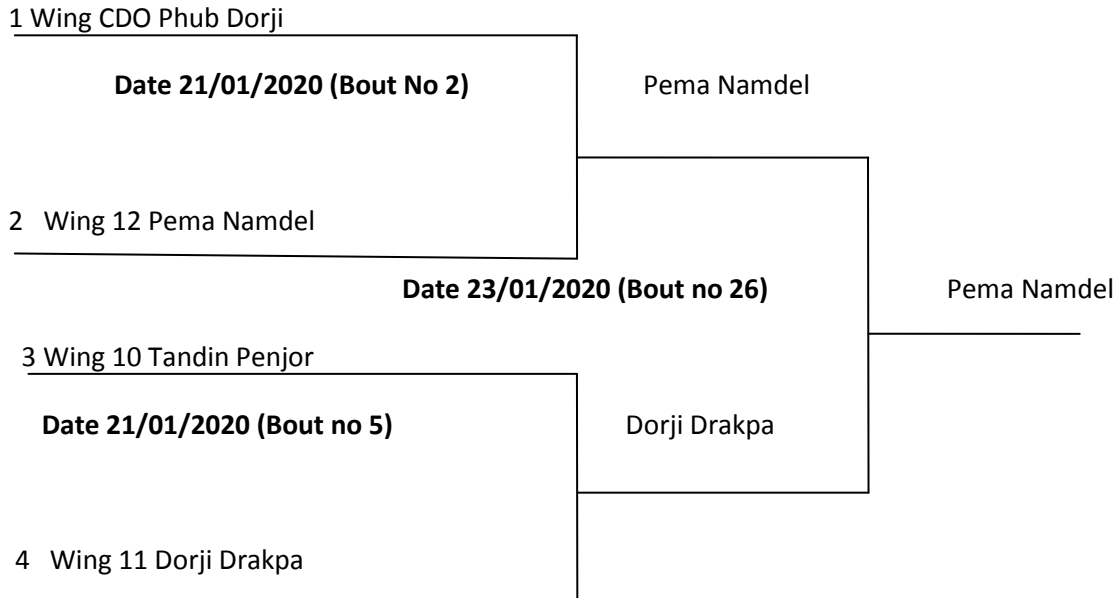 1 Wing CDO Phub Dorji
Date 21/01/2020 (Bout No 2)
Pema Namdel
2 Wing 12 Pema Namdel
Date 23/01/2020 (Bout no 26)
Pema Namdel
3 Wing 10 Tandin Penjor
Date 21/01/2020 (Bout no 5)
Dorji Drakpa
4 Wing 11 Dorji Drakpa